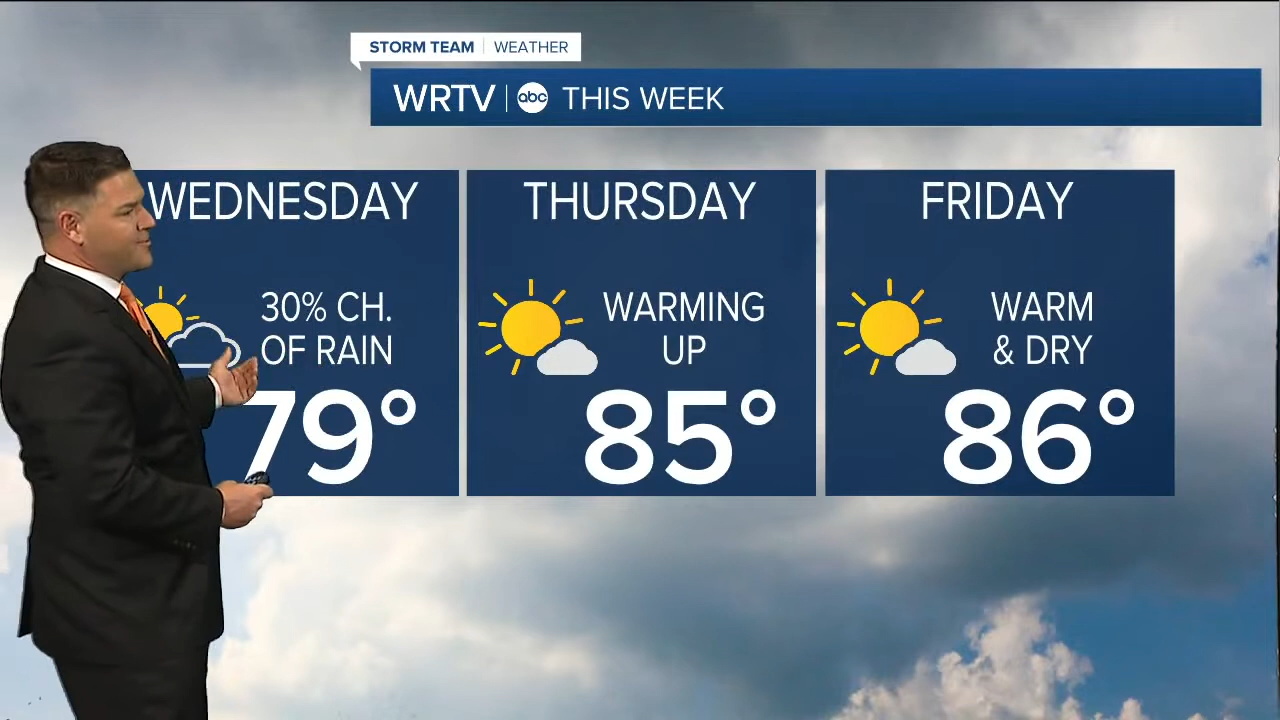 STORM TEAM | WEATHER
WRTV | abc THIS WEEK
WEDNESDAY
30% CH.
OF RAIN
79°
THURSDAY
WARMING
UP
85°
FRIDAY
WARM
& DRY
86°